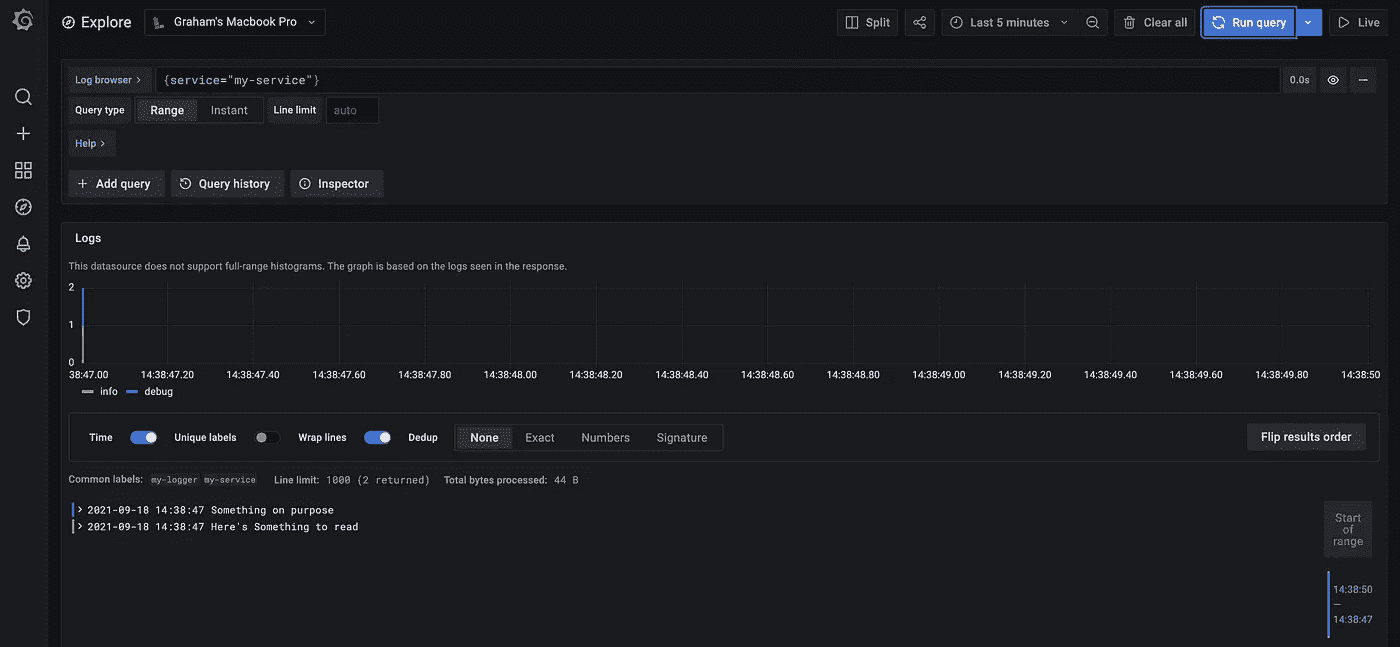 Explore Graham's Macbook Pro Split Last 5 minutes Clear all Run query Live
Log browser > {service="my-service"} 0.0s
Query type Range Instant Line limit auto
Help >
+ Add query Query history Inspector
Logs
This datasource does not support full-range histograms. The graph is based on the logs seen in the response.
2
1
0
38:47.00 14:38:47.20 14:38:47.40 14:38:47.60 14:38:47.80 14:38:48.00 14:38:48.20 14:38:48.40 14:38:48.60 14:38:48.80 14:38:49.00 14:38:49.20 14:38:49.40 14:38:49.60 14:38:49.80 14:38:50
info debug
Time Unique labels Wrap lines Dedup None Exact Numbers Signature Flip results order
Common labels: my-logger my-service Line limit: 1000 (2 returned) Total bytes processed: 44 B
> 2021-09-18 14:38:47 Something on purpose
> 2021-09-18 14:38:47 Here's Something to read
Start
of
range
14:38:50
—
14:38:47